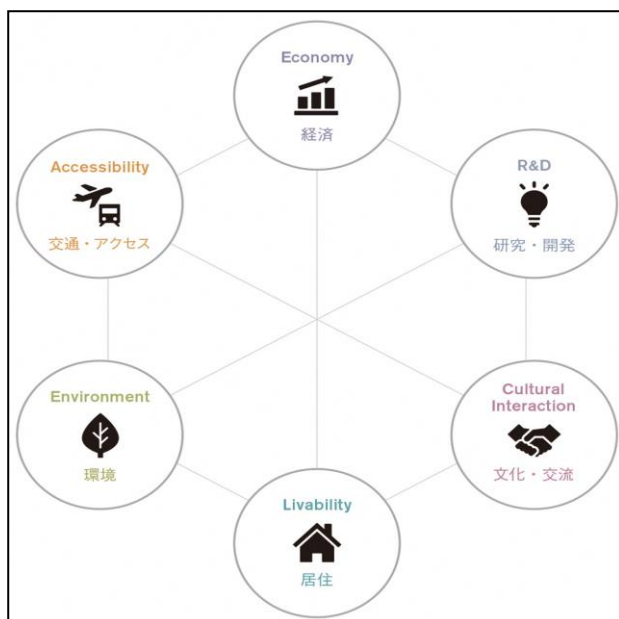 Economy
経済
Accessibility
交通・アクセス
R&D
研究・開発
Environment
環境
Cultural
Interaction
文化・交流
Livability
居住